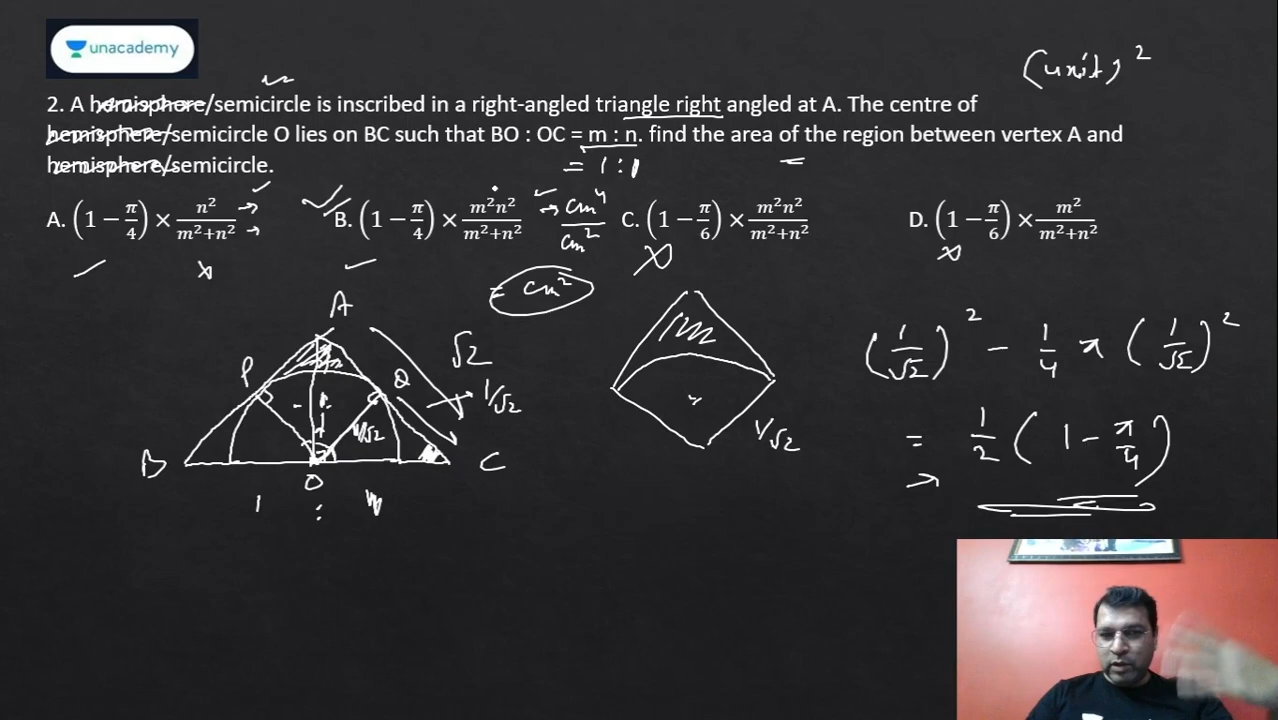 unacademy
(unit)²
2. A hemisphere/semicircle is inscribed in a right-angled triangle right angled at A. The centre of
hemisphere/semicircle O lies on BC such that BO : OC = m : n. find the area of the region between vertex A and
hemisphere/semicircle.
= 1 : 1
A. (1 − π/4) × n²/(m²+n²)
B. (1 − π/4) × m²n²/(m²+n²)
→ cm⁴/cm²
C. (1 − π/6) × m²n²/(m²+n²)
D. (1 − π/6) × m²/(m²+n²)
= cm²
A
√2
P
Q
1/√2
1/√2
B
O
C
1 :
1/√2
(1/√2)² − 1/4 π (1/√2)²
= 1/2 (1 − π/4)